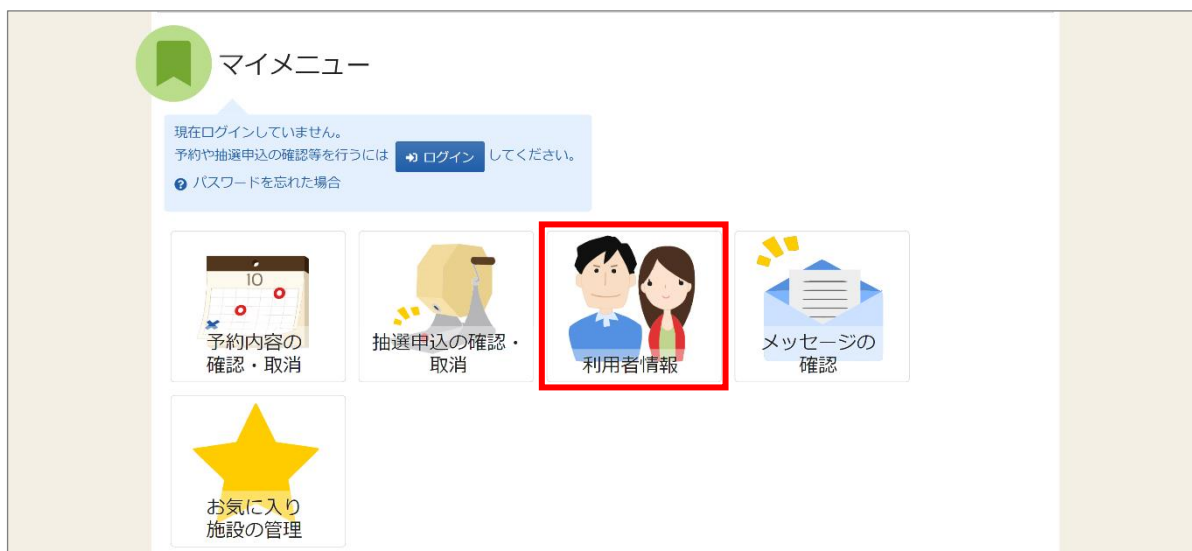 マイメニュー
現在ログインしていません。
予約や抽選申込の確認等を行うには ログイン してください。
パスワードを忘れた場合
10
予約内容の
確認・取消
抽選申込の確認・
取消
利用者情報
メッセージの
確認
お気に入り
施設の管理